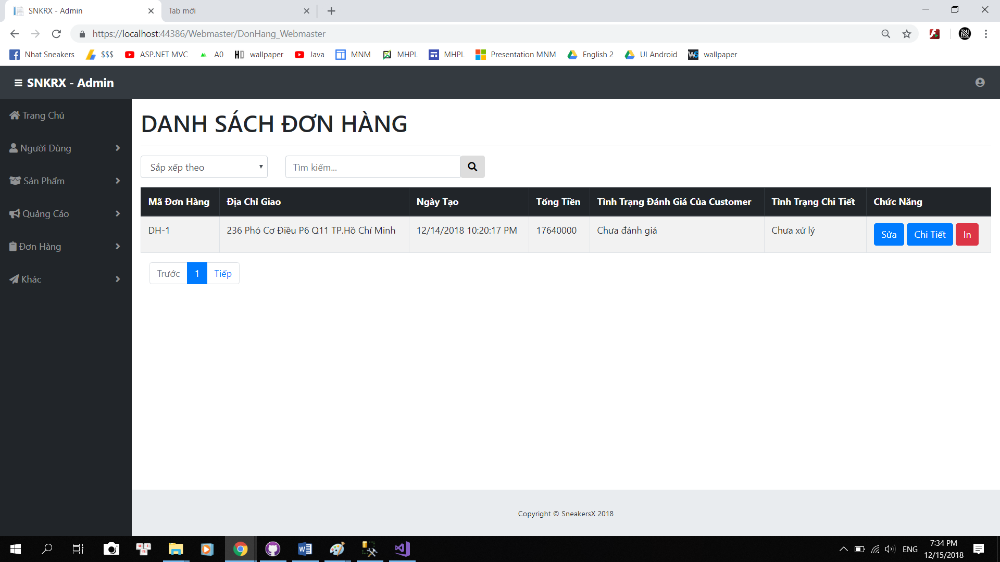 SNKRX - Admin
Tab mới
https://localhost:44386/Webmaster/DonHang_Webmaster
Nhạt Sneakers
$$$
ASP.NET MVC
A0
HD wallpaper
Java
MNM
MHPL
MHPL
Presentation MNM
English 2
UI Android
wallpaper
SNKRX - Admin
Trang Chủ
Người Dùng
Sản Phẩm
Quảng Cáo
Đơn Hàng
Khác
DANH SÁCH ĐƠN HÀNG
Sắp xếp theo
Tìm kiếm...
Mã Đơn Hàng Địa Chỉ Giao Ngày Tạo Tổng Tiền Tình Trạng Đánh Giá Của Customer Tình Trạng Chi Tiết Chức Năng
DH-1 236 Phó Cơ Điều P6 Q11 TP.Hồ Chí Minh 12/14/2018 10:20:17 PM 17640000 Chưa đánh giá Chưa xử lý Sửa Chi Tiết In
Trước 1 Tiếp
Copyright © SneakersX 2018
ENG
7:34 PM
12/15/2018